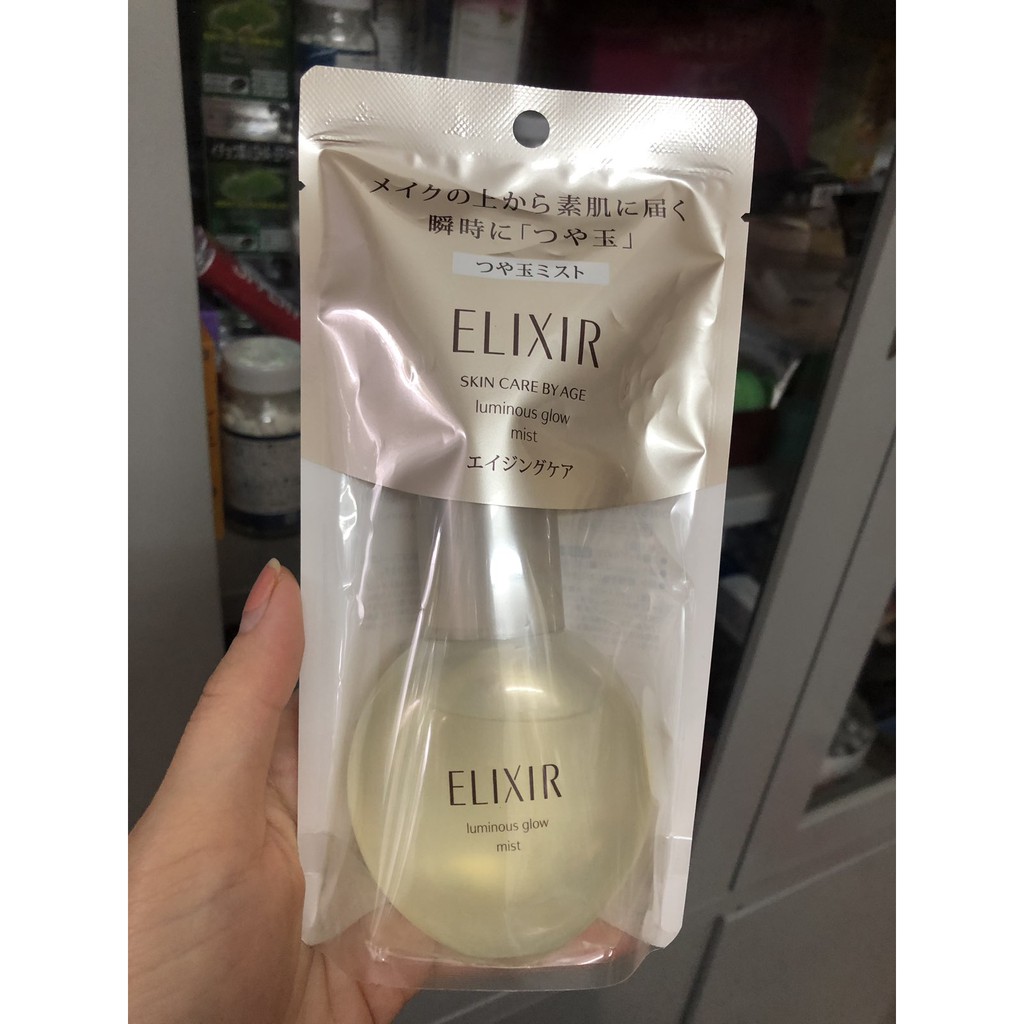 メイクの上から素肌に届く
瞬時に「つや玉」
つや玉ミスト
ELIXIR
SKIN CARE BY AGE
luminous glow
mist
エイジングケア
ELIXIR
luminous glow
mist